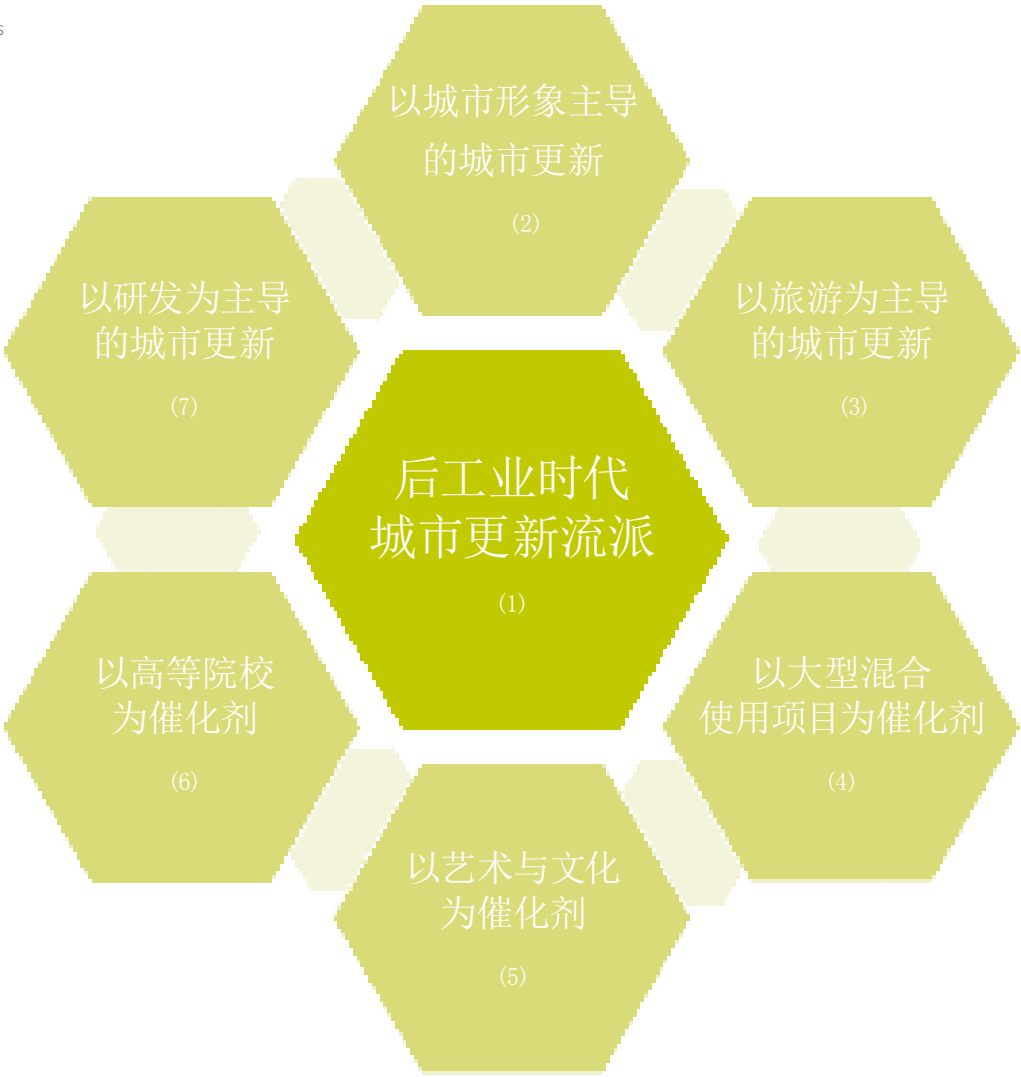 s
以城市形象主导
的城市更新
(2)
以研发为主导
的城市更新
(7)
以旅游为主导
的城市更新
(3)
后工业时代
城市更新流派
(1)
以高等院校
为催化剂
(6)
以大型混合
使用项目为催化剂
(4)
以艺术与文化
为催化剂
(5)